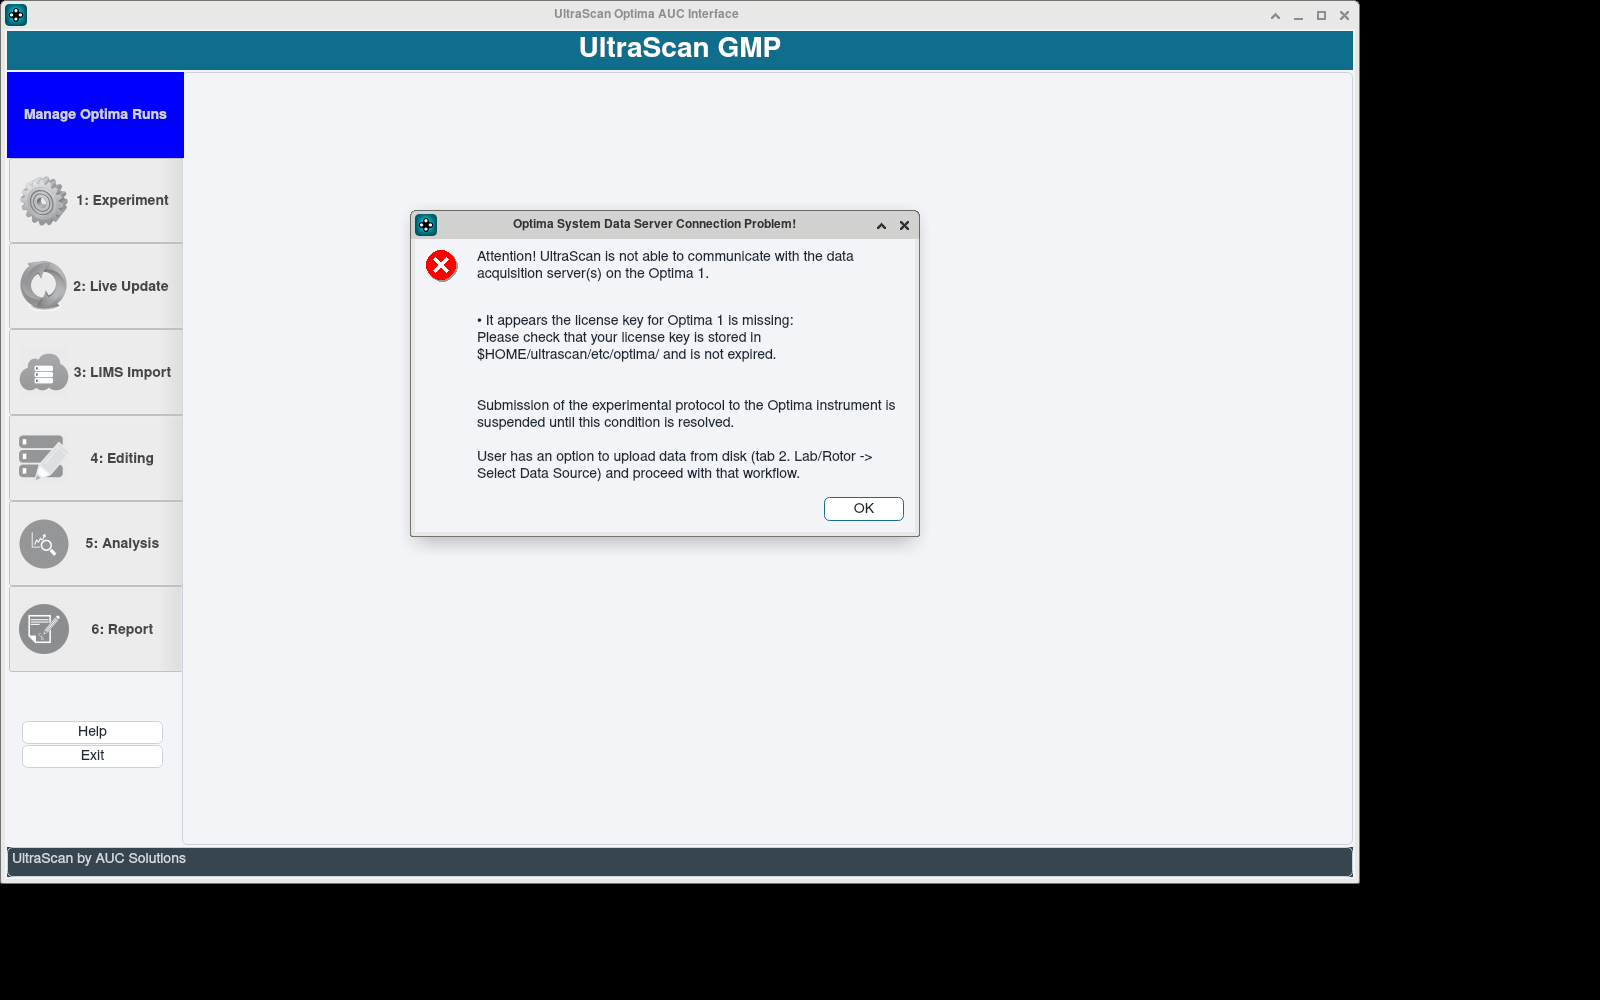 UltraScan Optima AUC Interface
UltraScan GMP
Manage Optima Runs
1: Experiment
2: Live Update
3: LIMS Import
4: Editing
5: Analysis
6: Report
Help
Exit
Optima System Data Server Connection Problem!
Attention! UltraScan is not able to communicate with the data
acquisition server(s) on the Optima 1.
• It appears the license key for Optima 1 is missing:
Please check that your license key is stored in
$HOME/ultrascan/etc/optima/ and is not expired.
Submission of the experimental protocol to the Optima instrument is
suspended until this condition is resolved.
User has an option to upload data from disk (tab 2. Lab/Rotor ->
Select Data Source) and proceed with that workflow.
OK
UltraScan by AUC Solutions